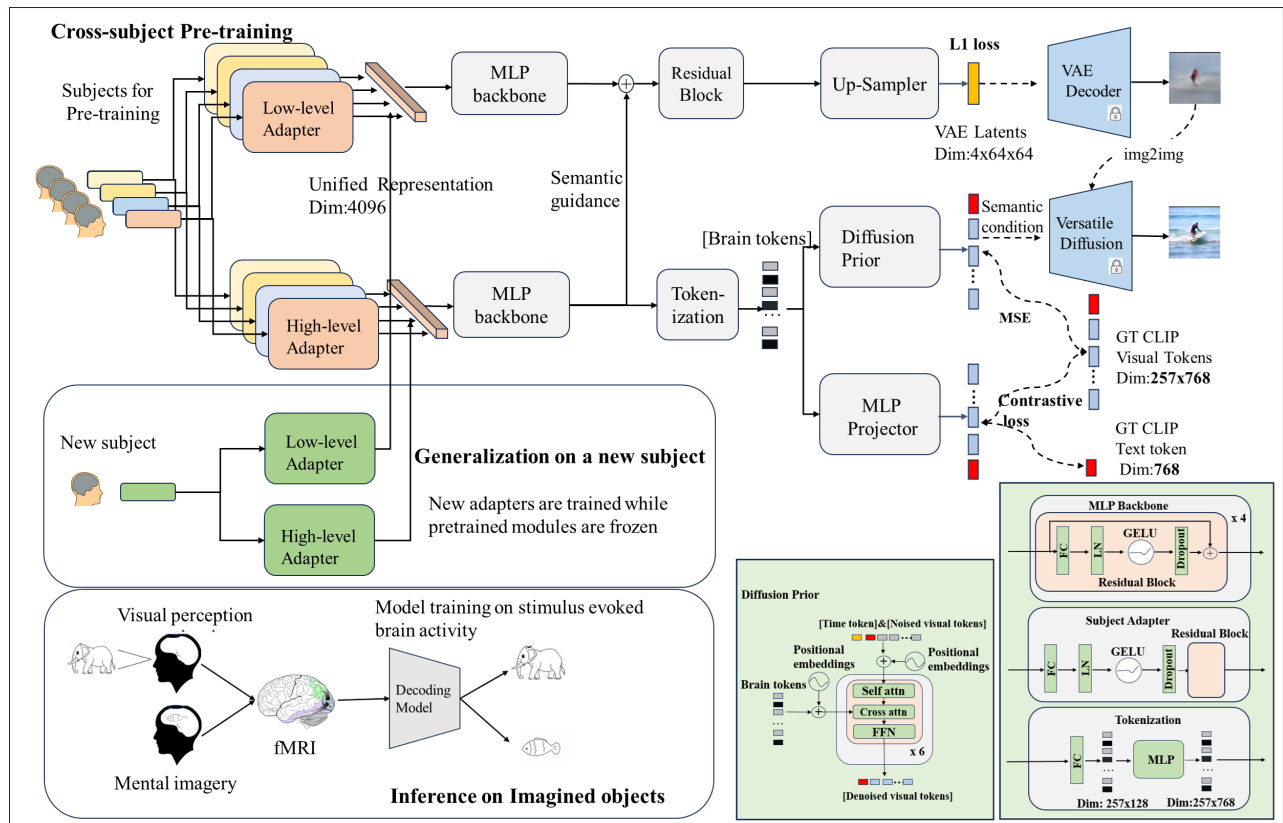 Cross-subject Pre-training
Subjects for
Pre-training
Low-level
Adapter
MLP
backbone
Residual
Block
Up-Sampler
L1 loss
VAE
Decoder
VAE Latents
Dim:4x64x64
img2img
Unified Representation
Dim:4096
Semantic
guidance
[Brain tokens]
Diffusion
Prior
Semantic
condition
Versatile
Diffusion
High-level
Adapter
MLP
backbone
Token-
ization
MSE
GT CLIP
Visual Tokens
Dim:257x768
MLP
Projector
Contrastive
loss
GT CLIP
Text token
Dim:768
New subject
Low-level
Adapter
High-level
Adapter
Generalization on a new subject
New adapters are trained while
pretrained modules are frozen
Visual perception
Mental imagery
fMRI
Model training on stimulus evoked
brain activity
Decoding
Model
Inference on Imagined objects
Diffusion Prior
[Time token]&[Noised visual tokens]
Positional
embeddings
Positional
embeddings
Brain tokens
Self attn
Cross attn
FFN
x 6
[Denoised visual tokens]
MLP Backbone
x 4
FC
LN
GELU
Dropout
Residual Block
Subject Adapter
Residual Block
FC
LN
GELU
Dropout
Tokenization
FC
MLP
Dim: 257x128
Dim:257x768